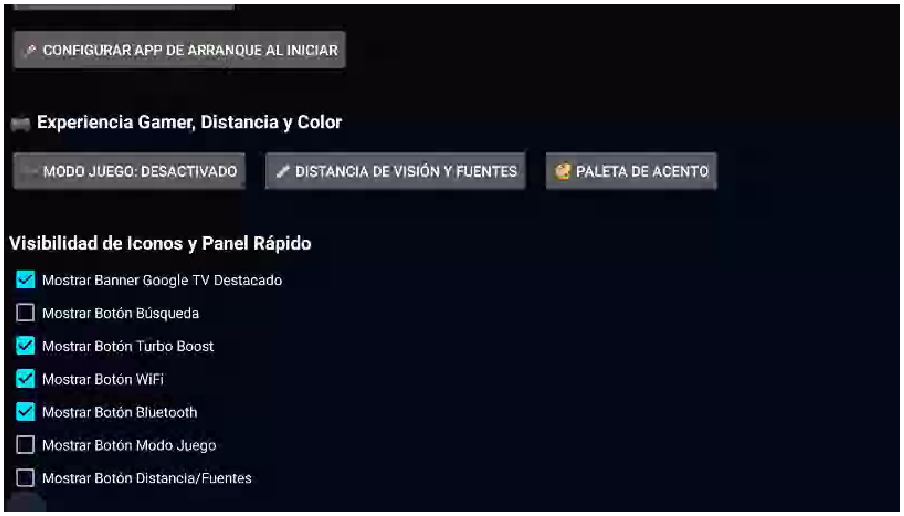 CONFIGURAR APP DE ARRANQUE AL INICIAR
Experiencia Gamer, Distancia y Color
MODO JUEGO: DESACTIVADO
DISTANCIA DE VISIÓN Y FUENTES
PALETA DE ACENTO
Visibilidad de Iconos y Panel Rápido
Mostrar Banner Google TV Destacado
Mostrar Botón Búsqueda
Mostrar Botón Turbo Boost
Mostrar Botón WiFi
Mostrar Botón Bluetooth
Mostrar Botón Modo Juego
Mostrar Botón Distancia/Fuentes